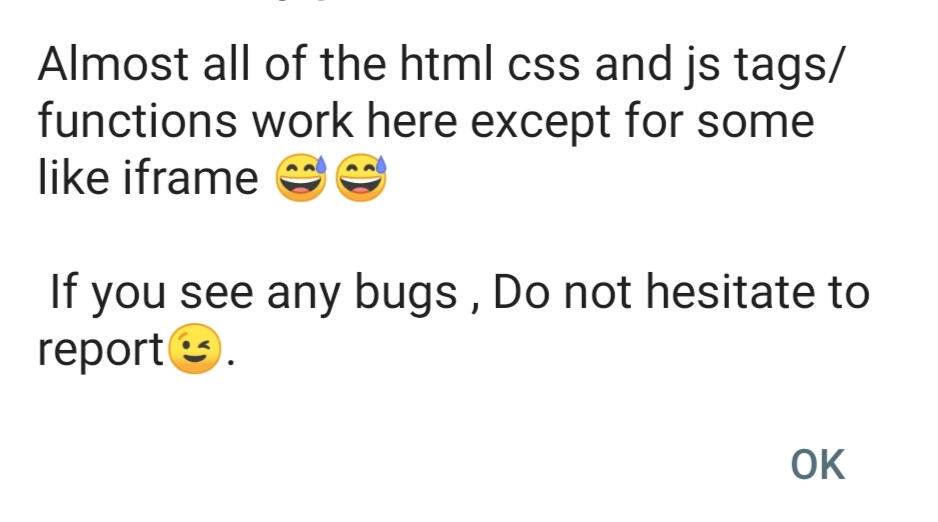 Almost all of the html css and js tags/
functions work here except for some
like iframe 😅😅
If you see any bugs , Do not hesitate to
report😉.
OK